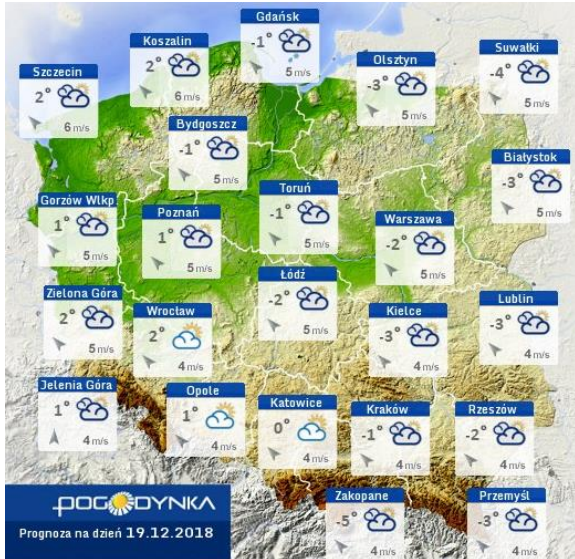 Gdańsk
-1°
5 m/s
Koszalin
2°
6 m/s
Suwałki
-4°
5 m/s
Olsztyn
-3°
5 m/s
Szczecin
2°
6 m/s
Bydgoszcz
-1°
5 m/s
Białystok
-3°
5 m/s
Toruń
-1°
5 m/s
Gorzów Wlkp.
1°
5 m/s
Poznań
1°
5 m/s
Warszawa
-2°
5 m/s
Łódź
-2°
5 m/s
Zielona Góra
2°
5 m/s
Wrocław
2°
4 m/s
Kielce
-3°
4 m/s
Lublin
-3°
4 m/s
Jelenia Góra
1°
4 m/s
Opole
1°
4 m/s
Katowice
0°
4 m/s
Kraków
-1°
4 m/s
Rzeszów
-2°
4 m/s
Zakopane
-5°
4 m/s
Przemyśl
-3°
4 m/s
POGODYNKA
Prognoza na dzień 19.12.2018